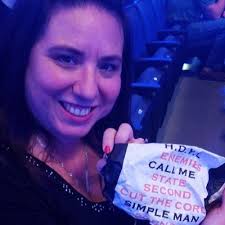 ENEMIES
CALL ME
STATE
SECOND
CUT THE CORD
SIMPLE MAN